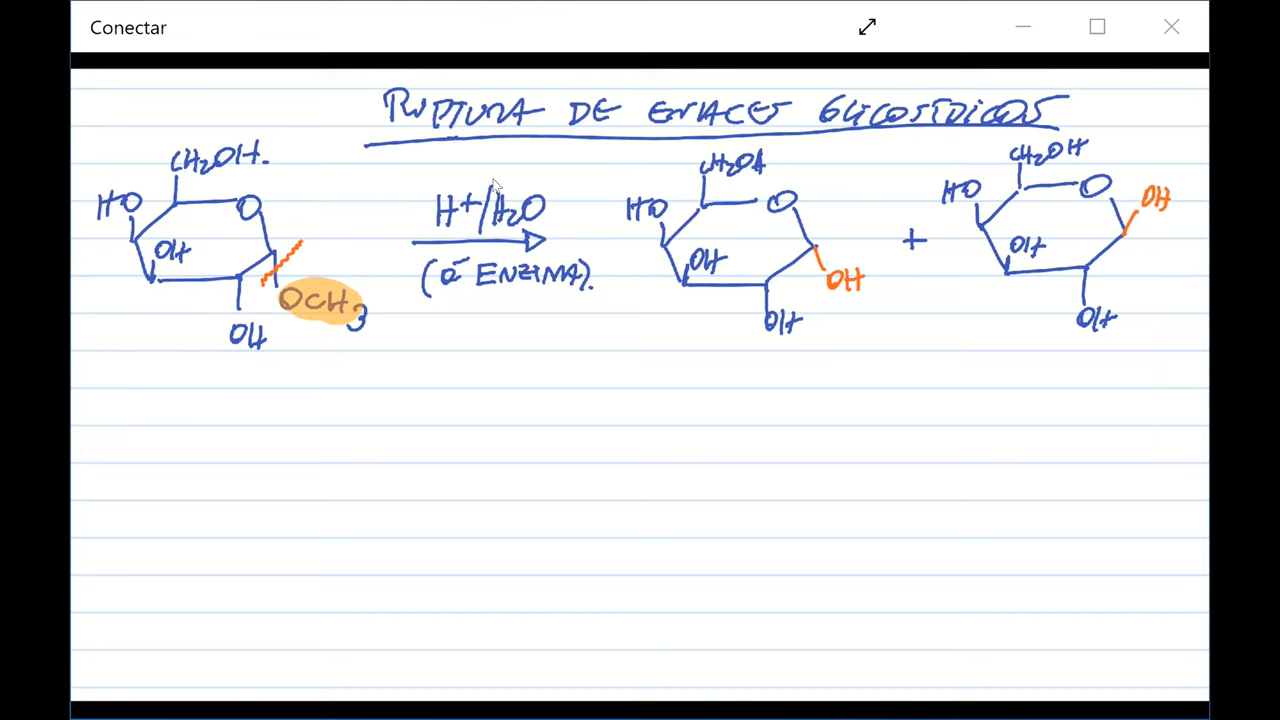 Conectar
RUPTURA DE ENLACES GLICOSÍDICOS
CH2OH.
HO
O
OH
OCH3
OH
H+/H2O
(ō ENZIMA).
CH2OH
HO
O
OH
OH
OH
+
CH2OH
HO
O
OH
OH
OH